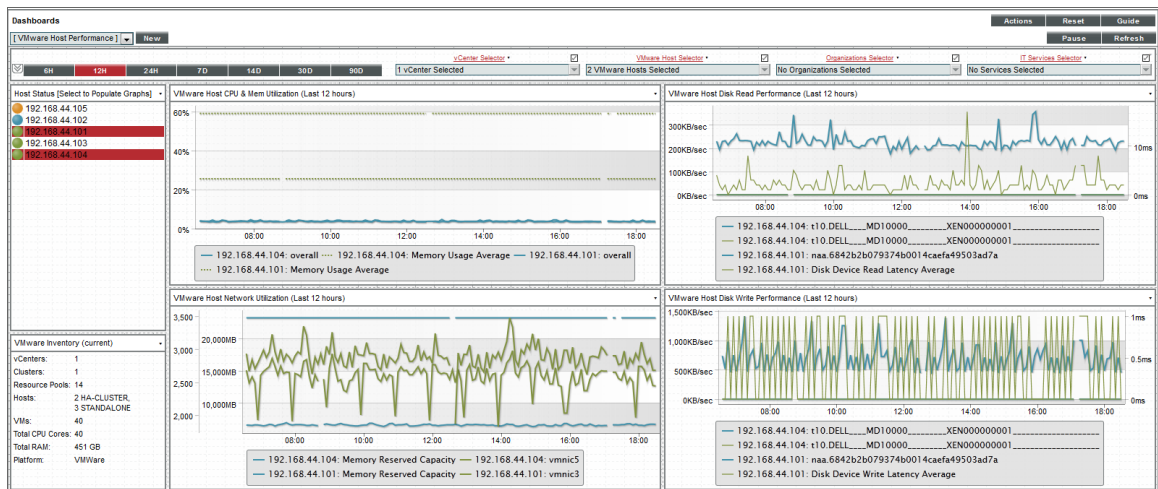 Dashboards
Actions Reset Guide
[ VMware Host Performance ] New
Pause Refresh
vCenter Selector VMware Host Selector Organizations Selector IT Services Selector
6H 12H 24H 7D 14D 30D 90D
1 vCenter Selected 2 VMware Hosts Selected No Organizations Selected No Services Selected
Host Status [Select to Populate Graphs]
192.168.44.105
192.168.44.102
192.168.44.101
192.168.44.103
192.168.44.104
VMware Host CPU & Mem Utilization (Last 12 hours)
60%
40%
20%
0%
08:00 10:00 12:00 14:00 16:00 18:00
192.168.44.104: overall 192.168.44.104: Memory Usage Average 192.168.44.101: overall
192.168.44.101: Memory Usage Average
VMware Host Disk Read Performance (Last 12 hours)
300KB/sec
200KB/sec 10ms
100KB/sec
0KB/sec 0ms
08:00 10:00 12:00 14:00 16:00 18:00
192.168.44.104: t10.DELL____MD10000_________XEN000000001_____________________
192.168.44.104: t10.DELL____MD10000_________XEN000000001_____________________
192.168.44.101: naa.6842b2b079374b0014caefa49503ad7a
192.168.44.101: Disk Device Read Latency Average
VMware Inventory (current)
vCenters: 1
Clusters: 1
Resource Pools: 14
Hosts: 2 HA-CLUSTER,
3 STANDALONE
VMs: 40
Total CPU Cores: 40
Total RAM: 451 GB
Platform: VMWare
VMware Host Network Utilization (Last 12 hours)
3,500
20,000MB
3,000
15,000MB
2,500
10,000MB
2,000
08:00 10:00 12:00 14:00 16:00 18:00
192.168.44.104: Memory Reserved Capacity 192.168.44.104: vmnic5
192.168.44.101: Memory Reserved Capacity 192.168.44.101: vmnic3
VMware Host Disk Write Performance (Last 12 hours)
1,500KB/sec 1ms
1,000KB/sec
0.5ms
500KB/sec
0KB/sec 0ms
08:00 10:00 12:00 14:00 16:00 18:00
192.168.44.104: t10.DELL____MD10000_________XEN000000001_____________________
192.168.44.104: t10.DELL____MD10000_________XEN000000001_____________________
192.168.44.101: naa.6842b2b079374b0014caefa49503ad7a
192.168.44.101: Disk Device Write Latency Average